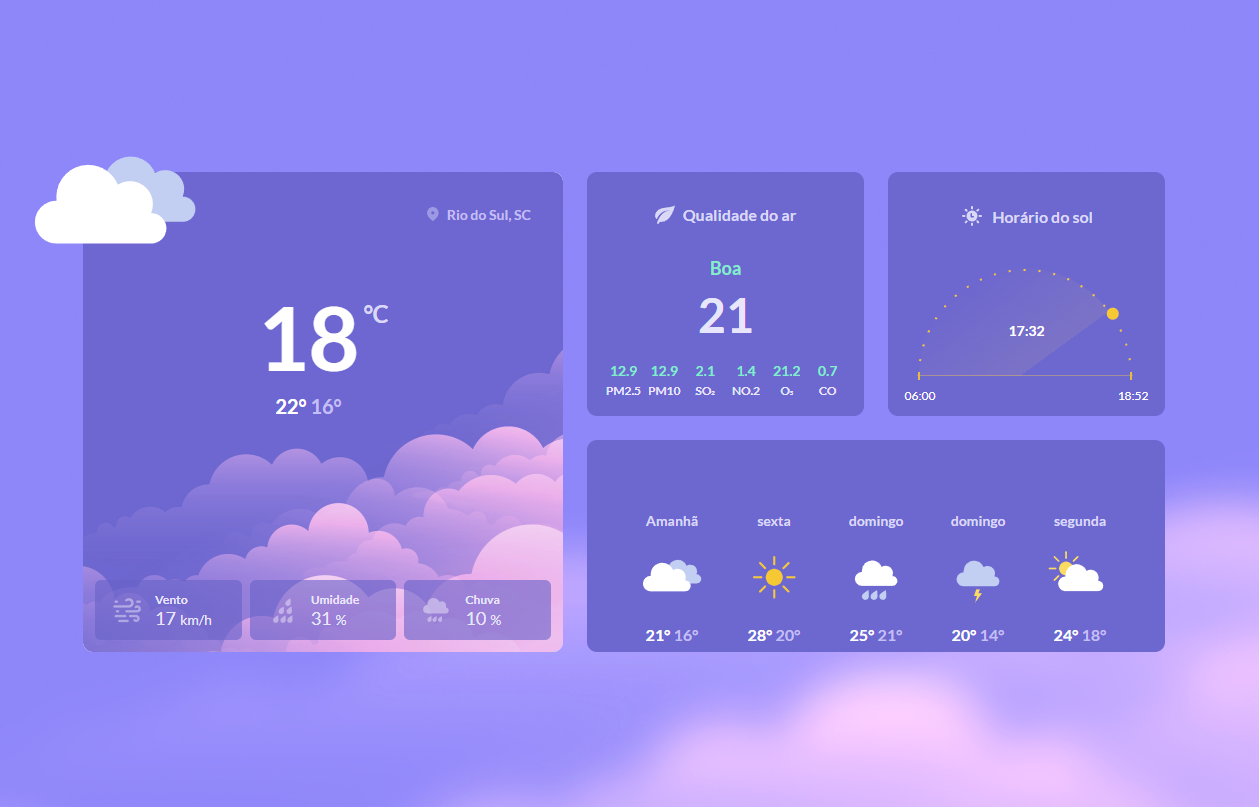 Rio do Sul, SC
18 °C
22° 16°
Vento
17 km/h
Umidade
31 %
Chuva
10 %
Qualidade do ar
Boa
21
12.9 12.9 2.1 1.4 21.2 0.7
PM2.5 PM10 SO₂ NO.2 O₃ CO
Horário do sol
17:32
06:00 18:52
Amanhã sexta domingo domingo segunda
21° 16° 28° 20° 25° 21° 20° 14° 24° 18°